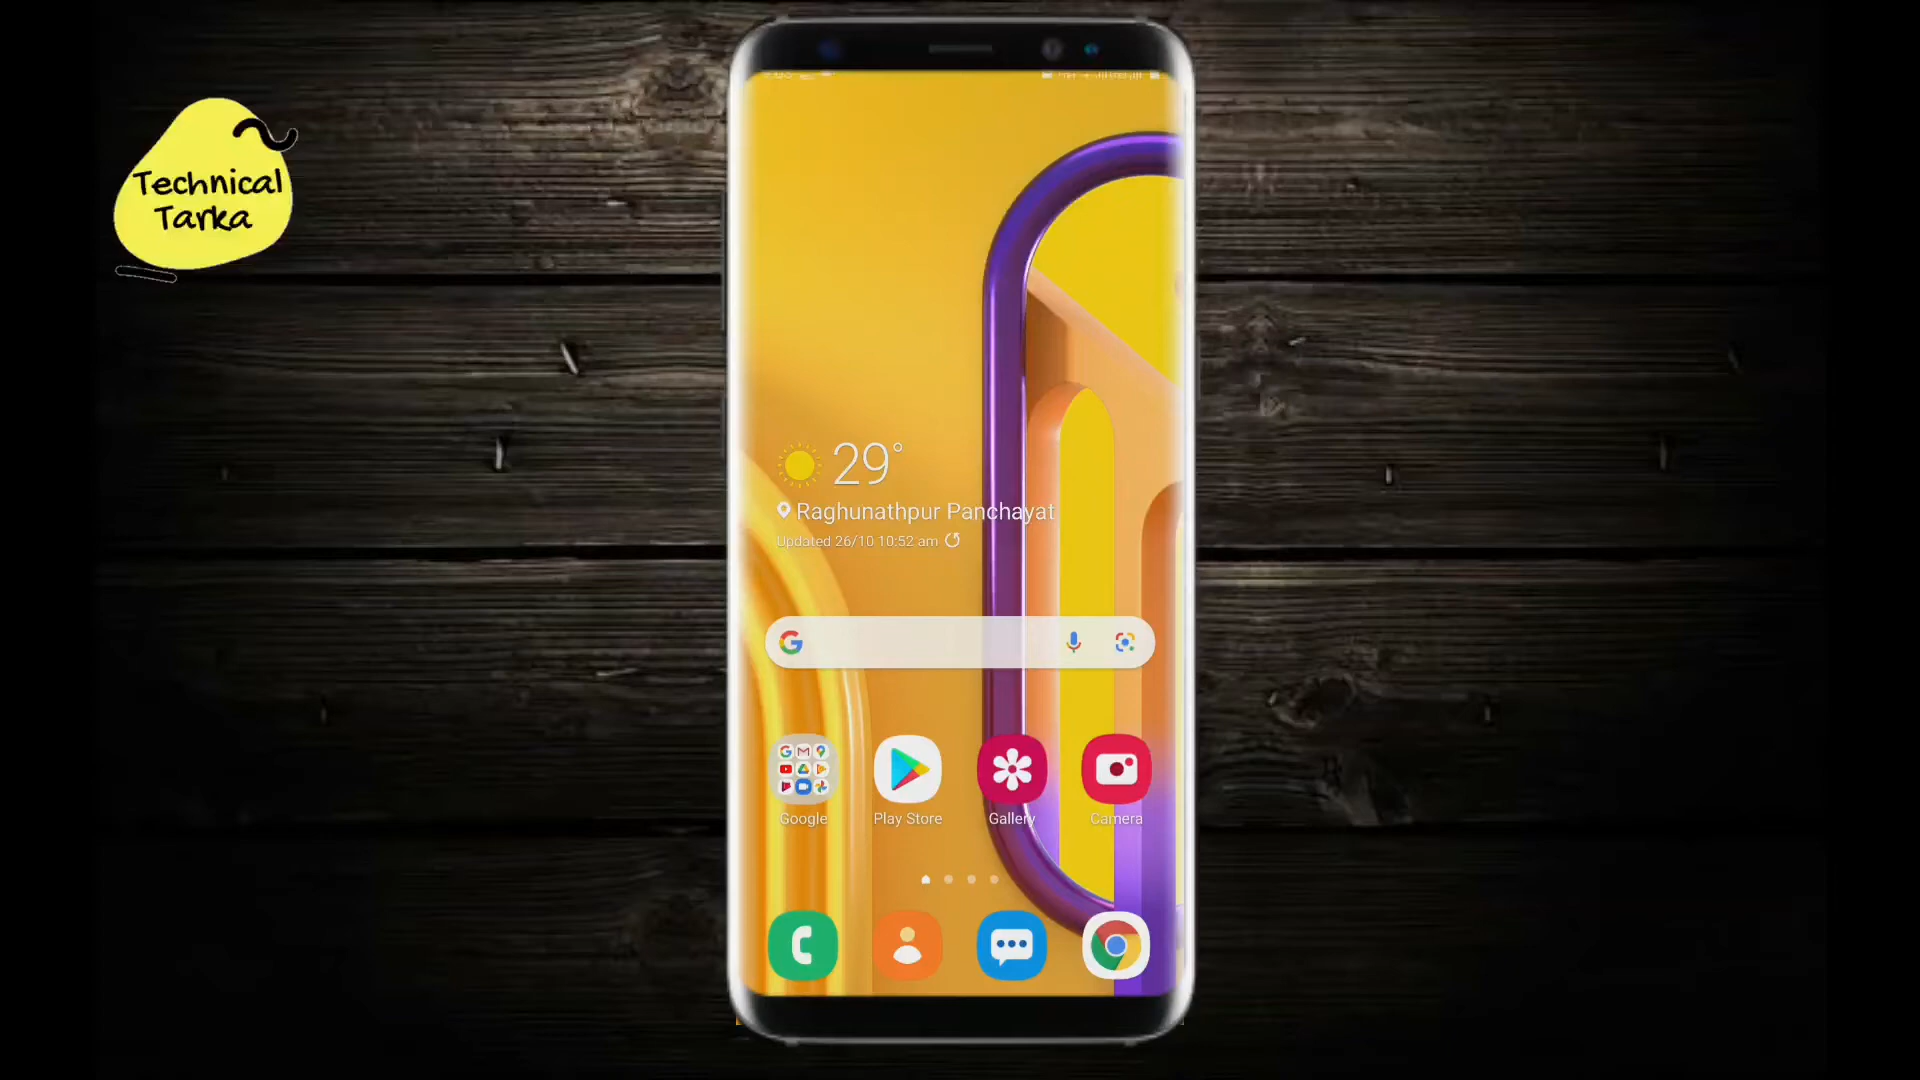 Technical
Tarka
29°
Raghunathpur Panchayat
Updated 26/10 10:52 am
Google
Play Store
Gallery
Camera